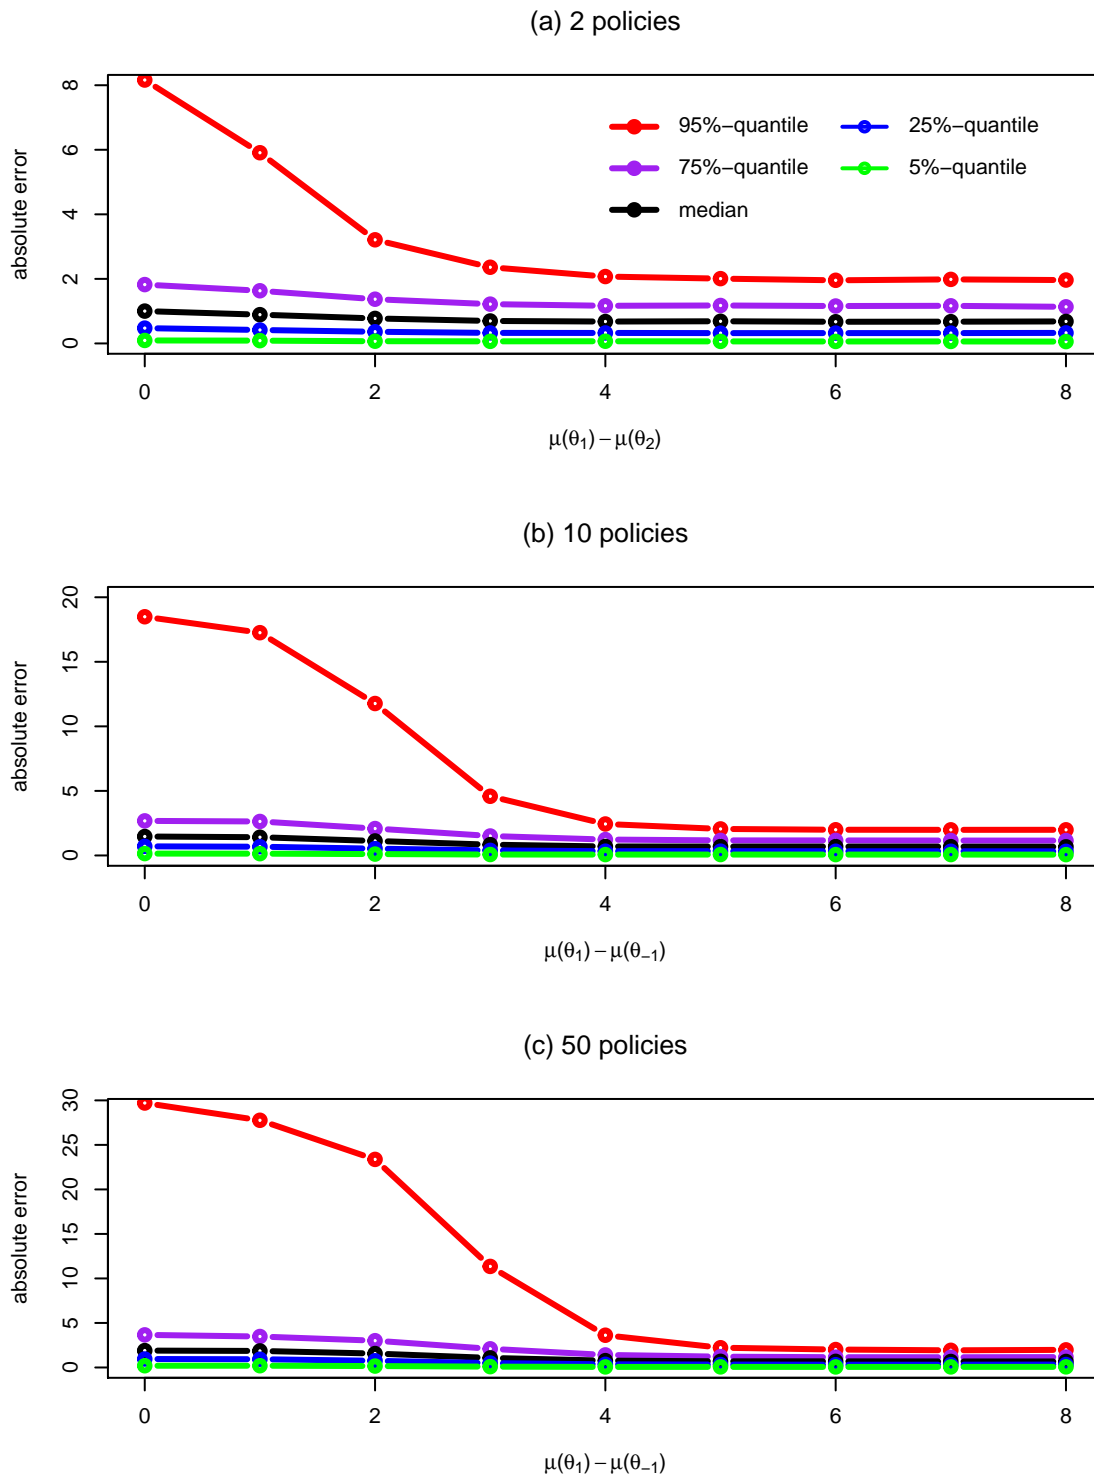 (a) 2 policies
absolute error
8
6
4
2
0
95%−quantile
25%−quantile
75%−quantile
5%−quantile
median
0 2 4 6 8
μ(θ1) − μ(θ2)
(b) 10 policies
absolute error
20
15
10
5
0
0 2 4 6 8
μ(θ1) − μ(θ−1)
(c) 50 policies
absolute error
30
25
20
15
10
5
0
0 2 4 6 8
μ(θ1) − μ(θ−1)